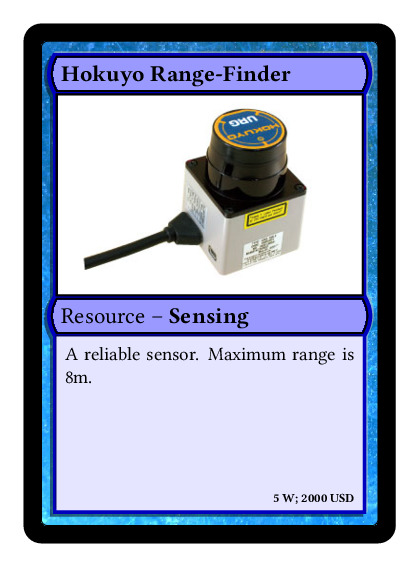 Hokuyo Range-Finder
URG
HOKUYO
Resource – Sensing
A reliable sensor. Maximum range is
8m.
5 W; 2000 USD